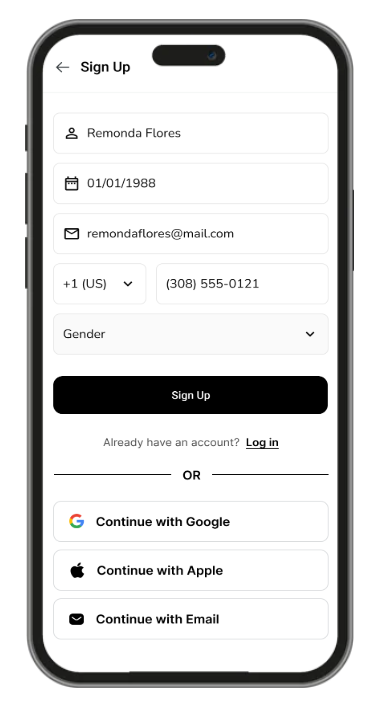 Sign Up
Remonda Flores
01/01/1988
remondaflores@mail.com
+1 (US) (308) 555-0121
Gender
Sign Up
Already have an account? Log in
OR
Continue with Google
Continue with Apple
Continue with Email